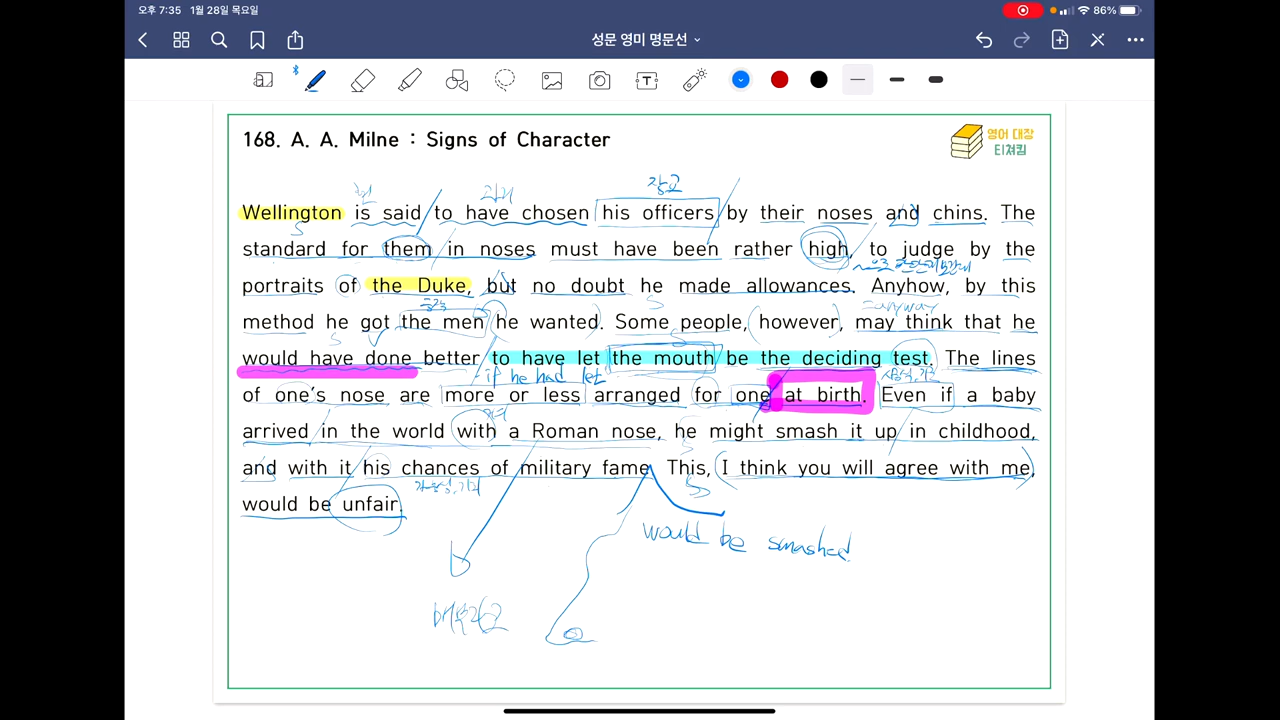 오후 7:35 1월 28일 목요일
86%
성문 영미 명문선
168. A. A. Milne : Signs of Character
영어 대장
티쳐킴
장교
Wellington is said to have chosen his officers by their noses and chins. The
standard for them in noses must have been rather high, to judge by the
portraits of the Duke, but no doubt he made allowances. Anyhow, by this
=anyway
method he got the men he wanted. Some people, however, may think that he
would have done better to have let the mouth be the deciding test. The lines
if he had let
of one's nose are more or less arranged for one at birth. Even if a baby
arrived in the world with a Roman nose, he might smash it up in childhood,
and with it his chances of military fame. This, I think you will agree with me,
would be unfair.
would be smashed.
매부리코